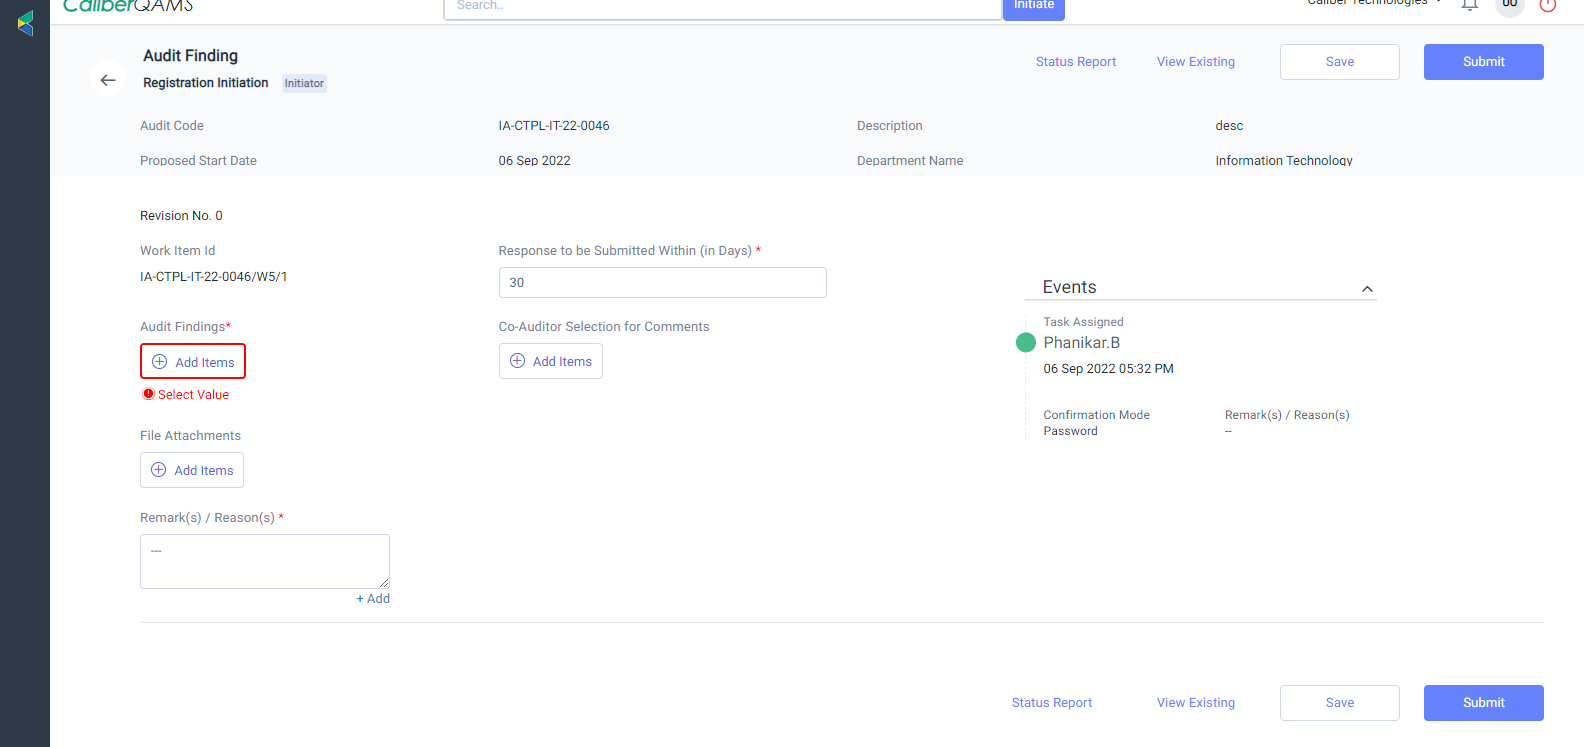 CaliberQAMS
Search..
Initiate
Caliber Technologies
00
Audit Finding
Registration Initiation Initiator
Status Report
View Existing
Save
Submit
Audit Code
IA-CTPL-IT-22-0046
Description
desc
Proposed Start Date
06 Sep 2022
Department Name
Information Technology
Revision No. 0
Work Item Id
IA-CTPL-IT-22-0046/W5/1
Response to be Submitted Within (in Days) *
30
Audit Findings*
Add Items
Select Value
Co-Auditor Selection for Comments
Add Items
File Attachments
Add Items
Remark(s) / Reason(s) *
---
+ Add
Events
Task Assigned
Phanikar.B
06 Sep 2022 05:32 PM
Confirmation Mode
Password
Remark(s) / Reason(s)
--
Status Report
View Existing
Save
Submit